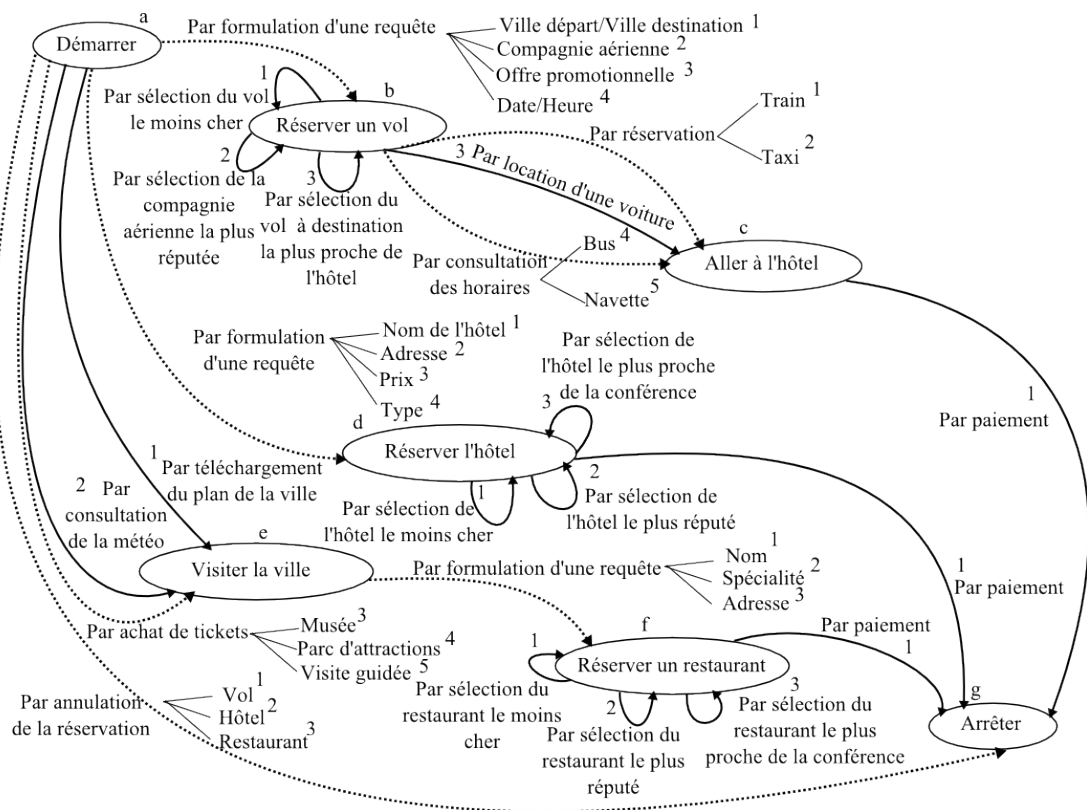 a
Démarrer
Par formulation d'une requête
Ville départ/Ville destination 1
Compagnie aérienne 2
Offre promotionnelle 3
Date/Heure 4
1
Par sélection du vol
le moins cher
b
Réserver un vol
2
Par sélection de la
compagnie
aérienne la plus
réputée
3
Par sélection du
vol à destination
la plus proche de
l'hôtel
Par réservation
Train 1
Taxi 2
3 Par location d'une voiture
Par consultation
des horaires
Bus 4
Navette 5
c
Aller à l'hôtel
1
Par paiement
Par formulation
d'une requête
Nom de l'hôtel 1
Adresse 2
Prix 3
Type 4
d
Réserver l'hôtel
Par sélection de
l'hôtel le plus proche
de la conférence
3
1
Par sélection de
l'hôtel le moins cher
2
Par sélection de
l'hôtel le plus réputé
1
Par paiement
1
Par téléchargement
du plan de la ville
2 Par
consultation
de la météo
e
Visiter la ville
Par formulation d'une requête
Nom 1
Spécialité 2
Adresse 3
Par achat de tickets
Musée 3
Parc d'attractions 4
Visite guidée 5
f
Réserver un restaurant
1
Par sélection du
restaurant le moins
cher
2
Par sélection du
restaurant le plus
réputé
3
Par sélection du
restaurant le plus
proche de la conférence
Par paiement
1
Par annulation
de la réservation
Vol 1
Hôtel 2
Restaurant 3
g
Arrêter